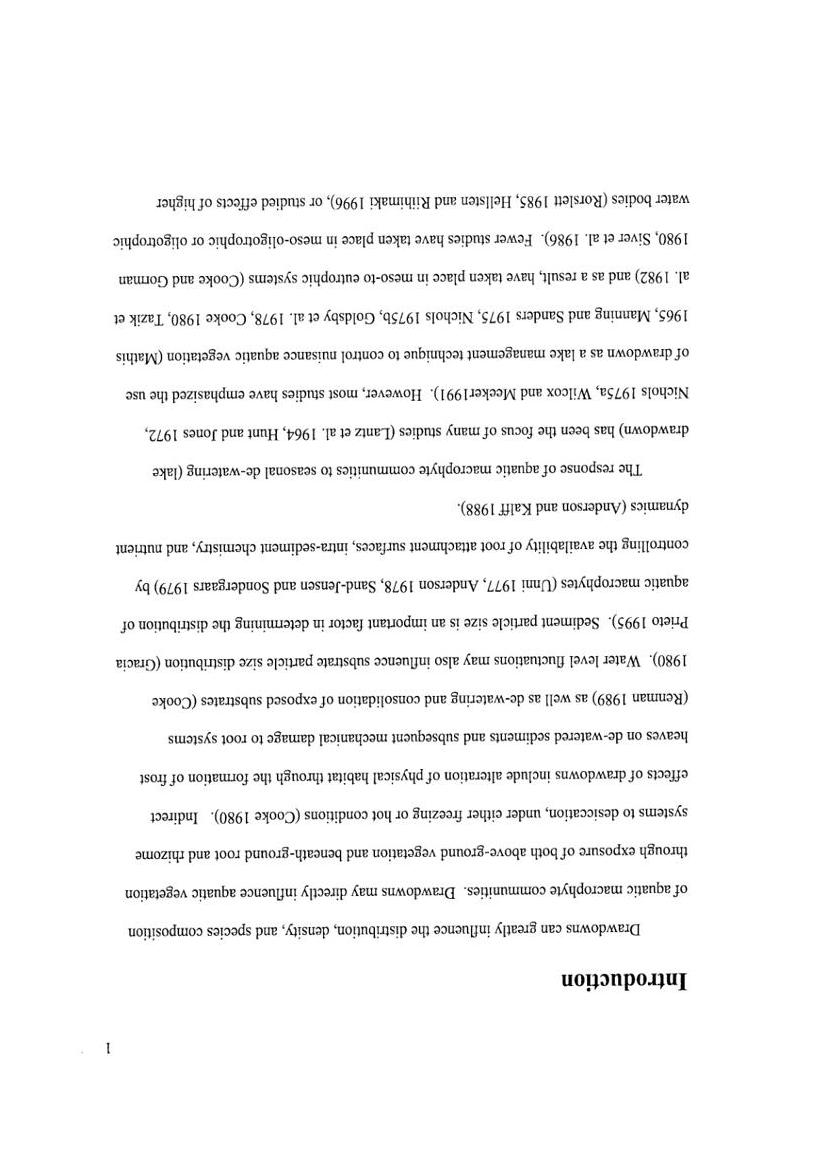 1
Introduction
Drawdowns can greatly influence the distribution, density, and species composition
of aquatic macrophyte communities. Drawdowns may directly influence aquatic vegetation
through exposure of both above-ground vegetation and beneath-ground root and rhizome
systems to desiccation, under either freezing or hot conditions (Cooke 1980). Indirect
effects of drawdowns include alteration of physical habitat through the formation of frost
heaves on de-watered sediments and subsequent mechanical damage to root systems
(Renman 1989) as well as de-watering and consolidation of exposed substrates (Cooke
1980). Water level fluctuations may also influence substrate particle size distribution (Gracia
Prieto 1995). Sediment particle size is an important factor in determining the distribution of
aquatic macrophytes (Unni 1977, Anderson 1978, Sand-Jensen and Sondergaars 1979) by
controlling the availability of root attachment surfaces, intra-sediment chemistry, and nutrient
dynamics (Anderson and Kalff 1988).
The response of aquatic macrophyte communities to seasonal de-watering (lake
drawdown) has been the focus of many studies (Lantz et al. 1964, Hunt and Jones 1972,
Nichols 1975a, Wilcox and Meeker1991). However, most studies have emphasized the use
of drawdown as a lake management technique to control nuisance aquatic vegetation (Mathis
1965, Manning and Sanders 1975, Nichols 1975b, Goldsby et al. 1978, Cooke 1980, Tazik et
al. 1982) and as a result, have taken place in meso-to eutrophic systems (Cooke and Gorman
1980, Siver et al. 1986). Fewer studies have taken place in meso-oligotrophic or oligotrophic
water bodies (Rorslett 1985, Hellsten and Riihimaki 1996), or studied effects of higher